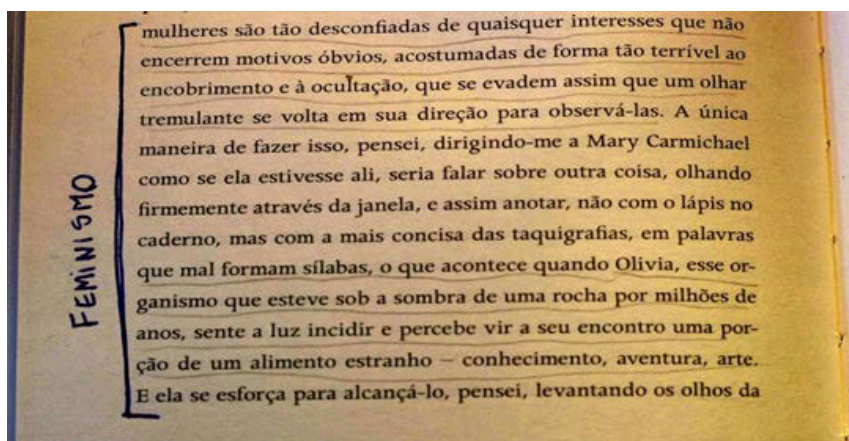 mulheres são tão desconfiadas de quaisquer interesses que não
encerrem motivos óbvios, acostumadas de forma tão terrível ao
encobrimento e à ocultação, que se evadem assim que um olhar
tremulante se volta em sua direção para observá-las. A única
maneira de fazer isso, pensei, dirigindo-me a Mary Carmichael
como se ela estivesse ali, seria falar sobre outra coisa, olhando
firmemente através da janela, e assim anotar, não com o lápis no
caderno, mas com a mais concisa das taquigrafias, em palavras
que mal formam sílabas, o que acontece quando Olivia, esse or-
ganismo que esteve sob a sombra de uma rocha por milhões de
anos, sente a luz incidir e percebe vir a seu encontro uma por-
ção de um alimento estranho – conhecimento, aventura, arte.
E ela se esforça para alcançá-lo, pensei, levantando os olhos da
FEMINISMO